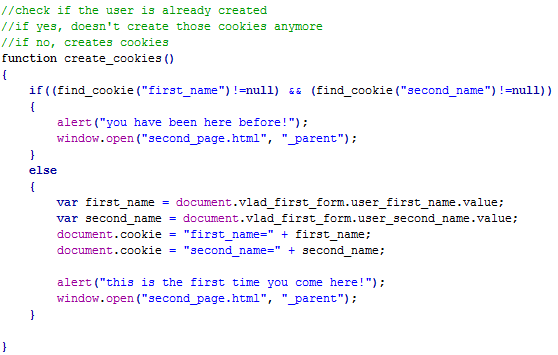 //check if the user is already created
//if yes, doesn't create those cookies anymore
//if no, creates cookies
function create_cookies()
{
    if((find_cookie("first_name")!=null) && (find_cookie("second_name")!=null))
    {
        alert("you have been here before!");
        window.open("second_page.html", "_parent");
    }
    else
    {
        var first_name = document.vlad_first_form.user_first_name.value;
        var second_name = document.vlad_first_form.user_second_name.value;
        document.cookie = "first_name=" + first_name;
        document.cookie = "second_name=" + second_name;

        alert("this is the first time you come here!");
        window.open("second_page.html", "_parent");
    }

}